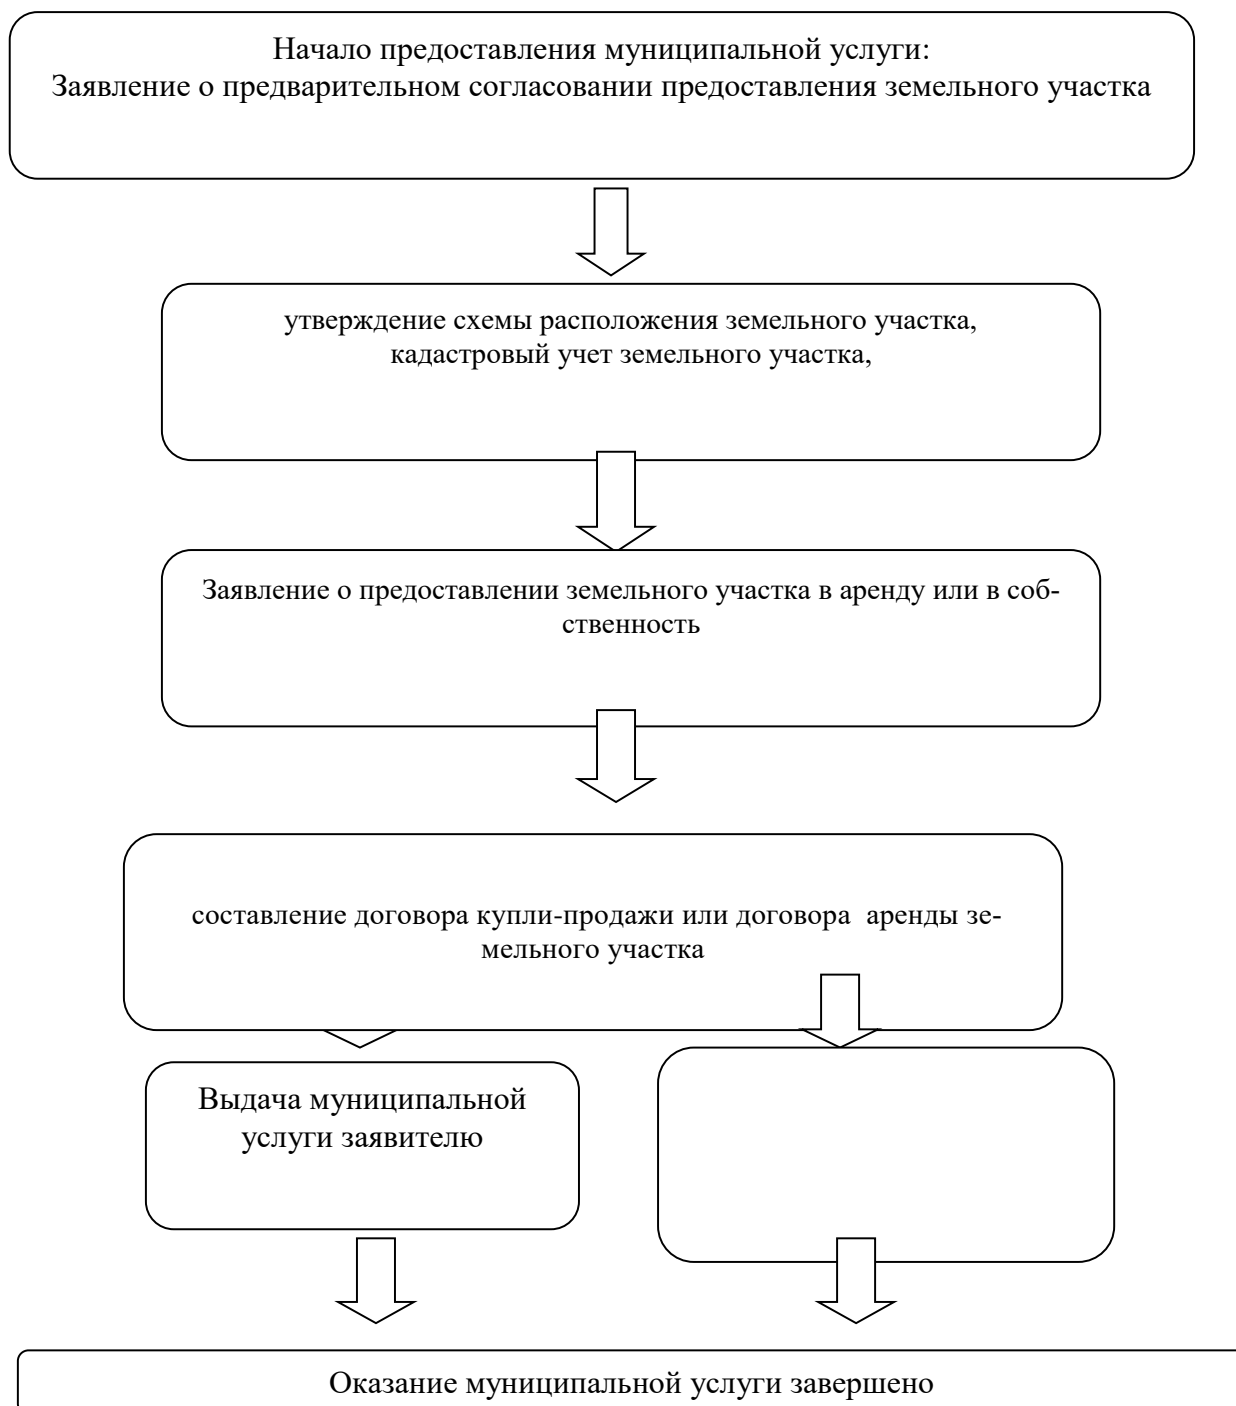 Начало предоставления муниципальной услуги:
Заявление о предварительном согласовании предоставления земельного участка
утверждение схемы расположения земельного участка,
кадастровый учет земельного участка,
Заявление о предоставлении земельного участка в аренду или в соб-
ственность
составление договора купли-продажи или договора  аренды зе-
мельного участка
Выдача муниципальной
услуги заявителю
Оказание муниципальной услуги завершено